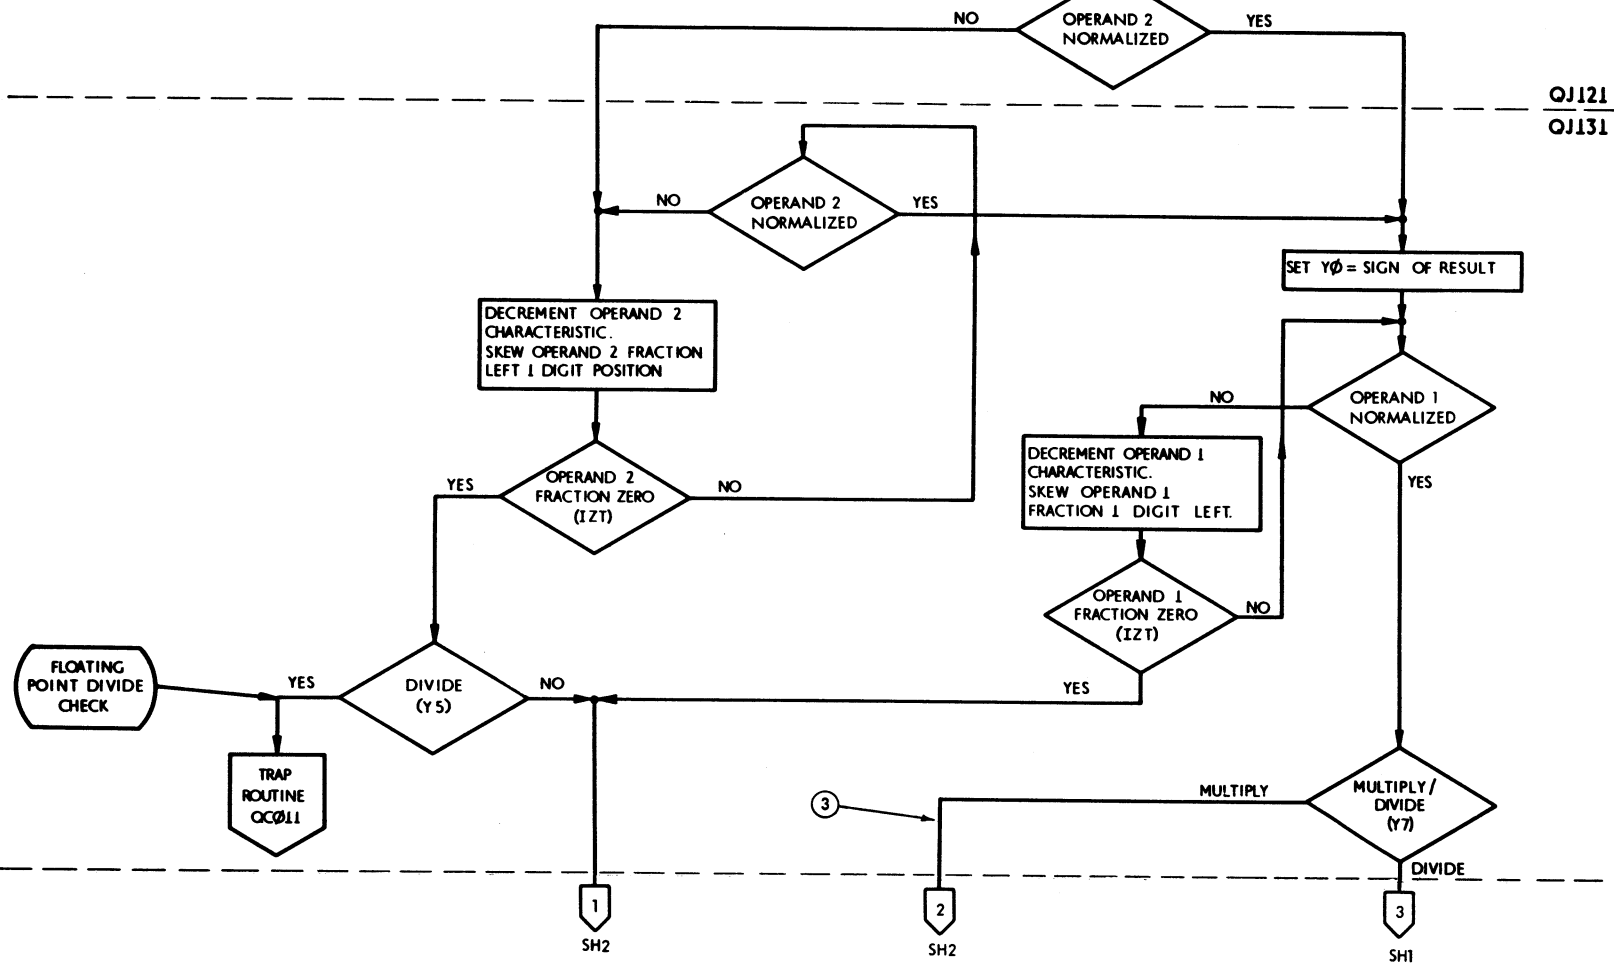 NO
OPERAND 2
NORMALIZED
YES
QJ121
QJ131
NO
OPERAND 2
NORMALIZED
YES
SET YØ = SIGN OF RESULT
DECREMENT OPERAND 2
CHARACTERISTIC.
SKEW OPERAND 2 FRACTION
LEFT 1 DIGIT POSITION
NO
OPERAND 1
NORMALIZED
YES
DECREMENT OPERAND 1
CHARACTERISTIC.
SKEW OPERAND 1
FRACTION 1 DIGIT LEFT.
YES
OPERAND 2
FRACTION ZERO
(IZT)
NO
OPERAND 1
FRACTION ZERO
(IZT)
NO
YES
FLOATING
POINT DIVIDE
CHECK
YES
DIVIDE
(Y5)
NO
TRAP
ROUTINE
QCØ11
3
MULTIPLY
MULTIPLY/
DIVIDE
(Y7)
DIVIDE
1
SH2
2
SH2
3
SH1